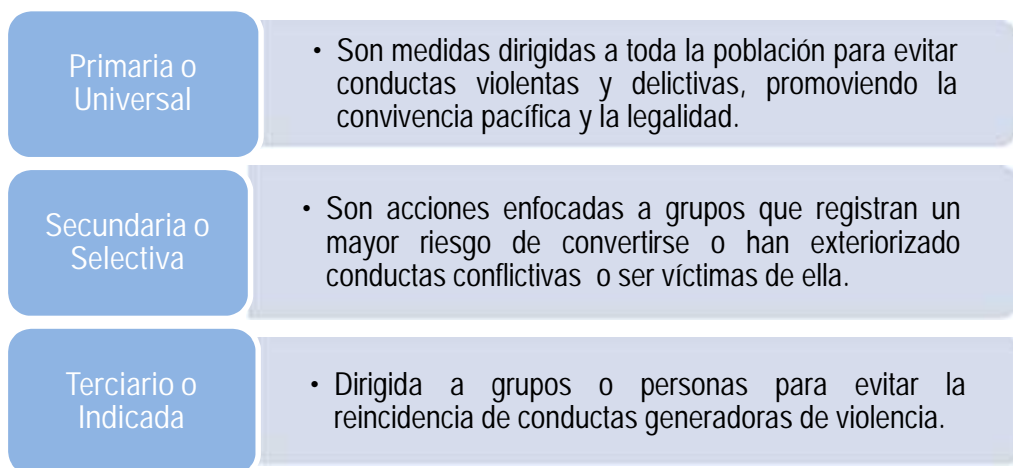 Primaria o
Universal
• Son medidas dirigidas a toda la población para evitar
conductas violentas y delictivas, promoviendo la
convivencia pacífica y la legalidad.
Secundaria o
Selectiva
• Son acciones enfocadas a grupos que registran un
mayor riesgo de convertirse o han exteriorizado
conductas conflictivas o ser víctimas de ella.
Terciario o
Indicada
• Dirigida a grupos o personas para evitar la
reincidencia de conductas generadoras de violencia.